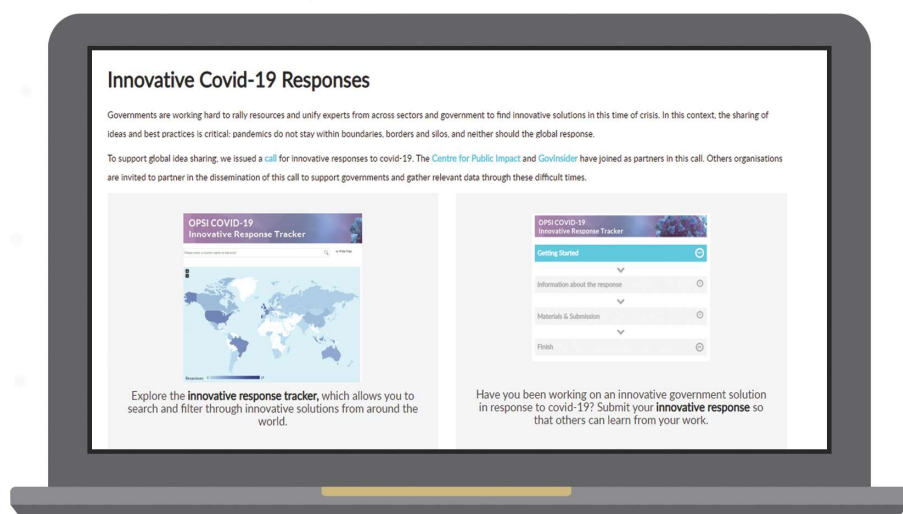 Innovative Covid-19 Responses
Governments are working hard to rally resources and unify experts from across sectors and government to find innovative solutions in this time of crisis. In this context, the sharing of
ideas and best practices is critical: pandemics do not stay within boundaries, borders and silos, and neither should the global response.
To support global idea sharing, we issued a call for innovative responses to covid-19. The Centre for Public Impact and GovInsider have joined as partners in this call. Others organisations
are invited to partner in the dissemination of this call to support governments and gather relevant data through these difficult times.
OPSI COVID-19
Innovative Response Tracker
Responses
Explore the innovative response tracker, which allows you to
search and filter through innovative solutions from around the
world.
OPSI COVID-19
Innovative Response Tracker
Getting Started
Information about the response
Materials & Submission
Finish
Have you been working on an innovative government solution
in response to covid-19? Submit your innovative response so
that others can learn from your work.